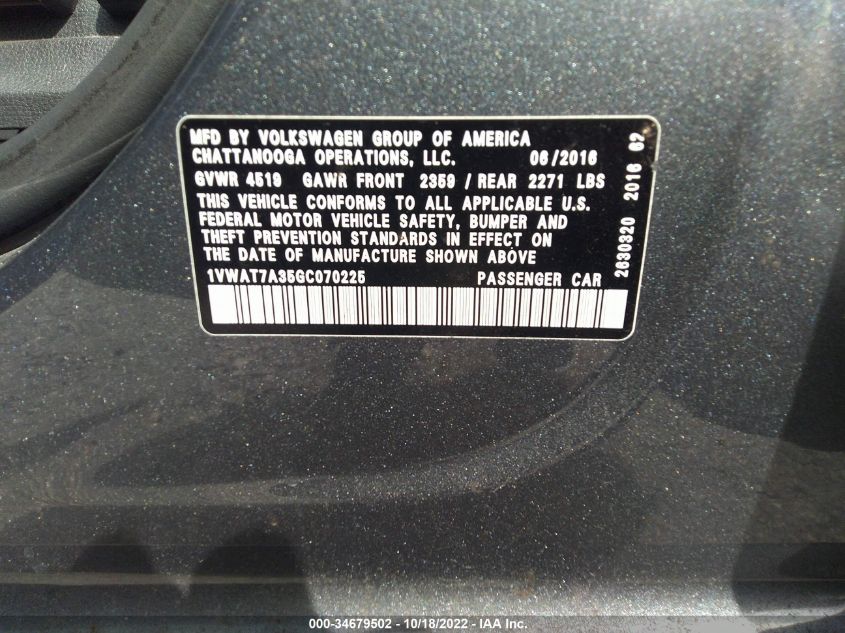 MFD BY VOLKSWAGEN GROUP OF AMERICA
CHATTANOOGA OPERATIONS, LLC. 06/2016
GVWR 4519 GAWR FRONT 2359 / REAR 2271 LBS
THIS VEHICLE CONFORMS TO ALL APPLICABLE U.S.
FEDERAL MOTOR VEHICLE SAFETY, BUMPER AND
THEFT PREVENTION STANDARDS IN EFFECT ON
THE DATE OF MANUFACTURE SHOWN ABOVE
1VWAT7A35GC070225 PASSENGER CAR
2630320 2016 62
000-34679502 - 10/18/2022 - IAA Inc.